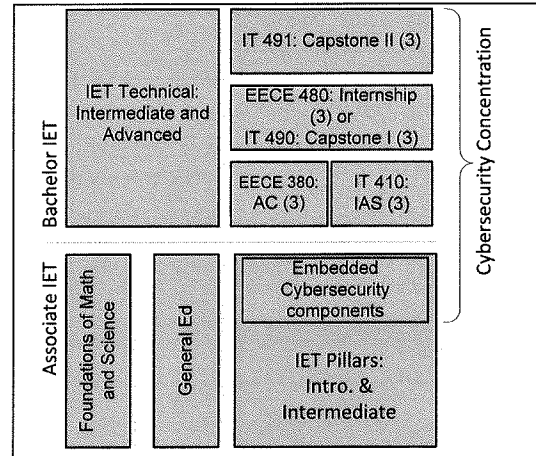 Bachelor IET
IET Technical:
Intermediate and
Advanced
IT 491: Capstone II (3)
EECE 480: Internship
(3) or
IT 490: Capstone I (3)
EECE 380:
AC (3)
IT 410:
IAS (3)
Cybersecurity Concentration
Associate IET
Foundations of Math
and Science
General Ed
Embedded
Cybersecurity
components
IET Pillars:
Intro. &
Intermediate